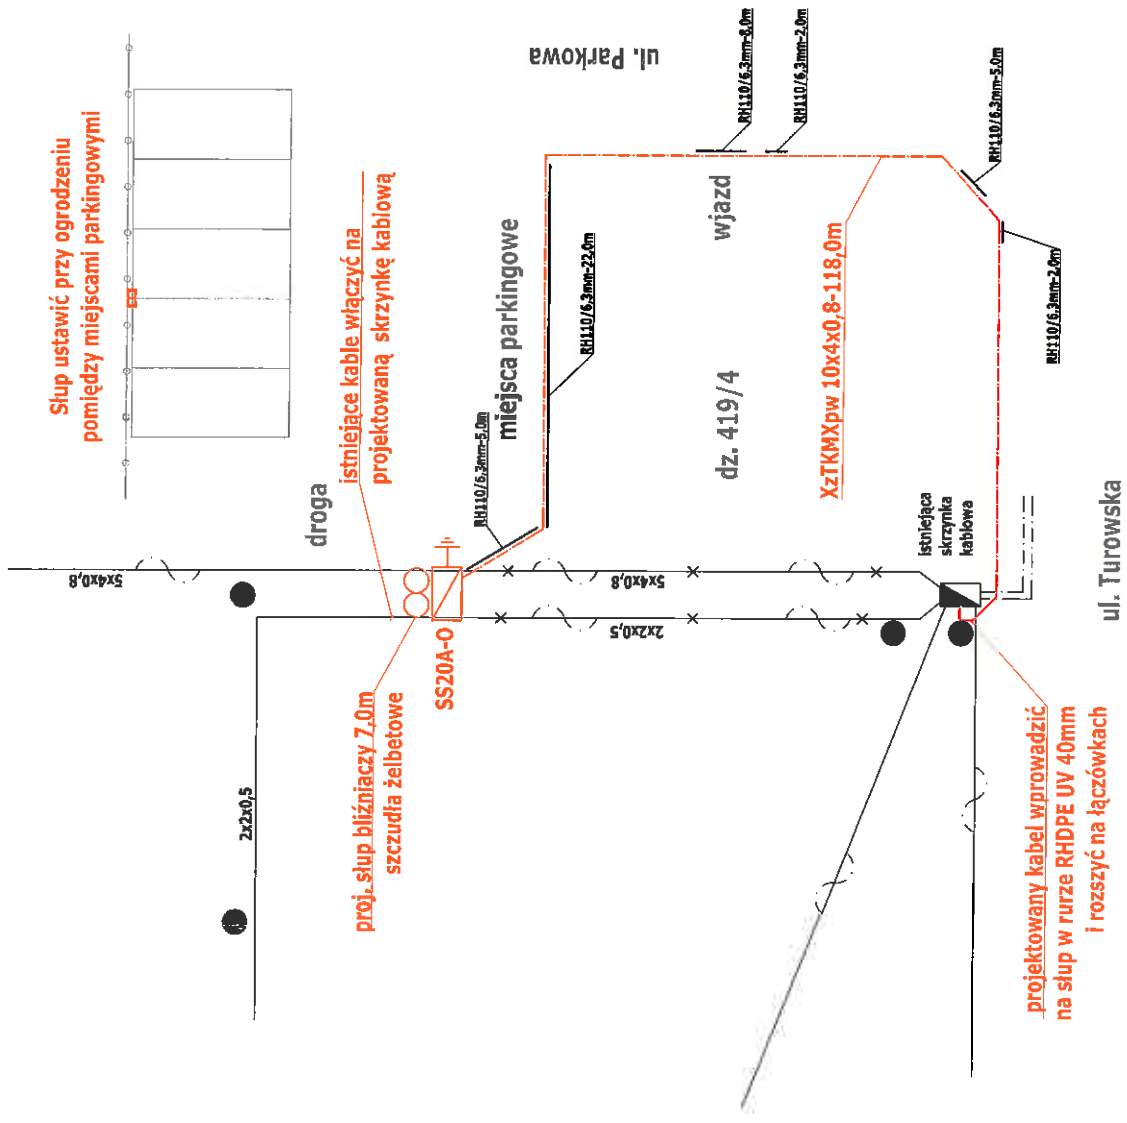 Słup ustawić przy ogrodzeniu
pomiędzy miejscami parkingowymi
istniejące kable włączyć na
projektowaną skrzynkę kablową
droga
5x4x0,8
RH110/6,3mm-5,0m
miejsca parkingowe
RH110/6,3mm-22,0m
ul. Parkowa
RH110/6,3mm-8,0m
RH110/6,3mm-2,0m
wjazd
dz. 419/4
XzTKMXpw 10x4x0,8-118,0m
RH110/6,3mm-5,0m
RH110/6,3mm-2,0m
istniejąca
skrzynka
kablowa
ul. Turowska
5x4x0,8
2x2x0,5
SS20A-O
proj. słup bliźniaczy 7,0m
szczudła żelbetowe
2x2x0,5
projektowany kabel wprowadzić
na słup w rurze RHDPE UV 40mm
i rozszyć na łączówkach